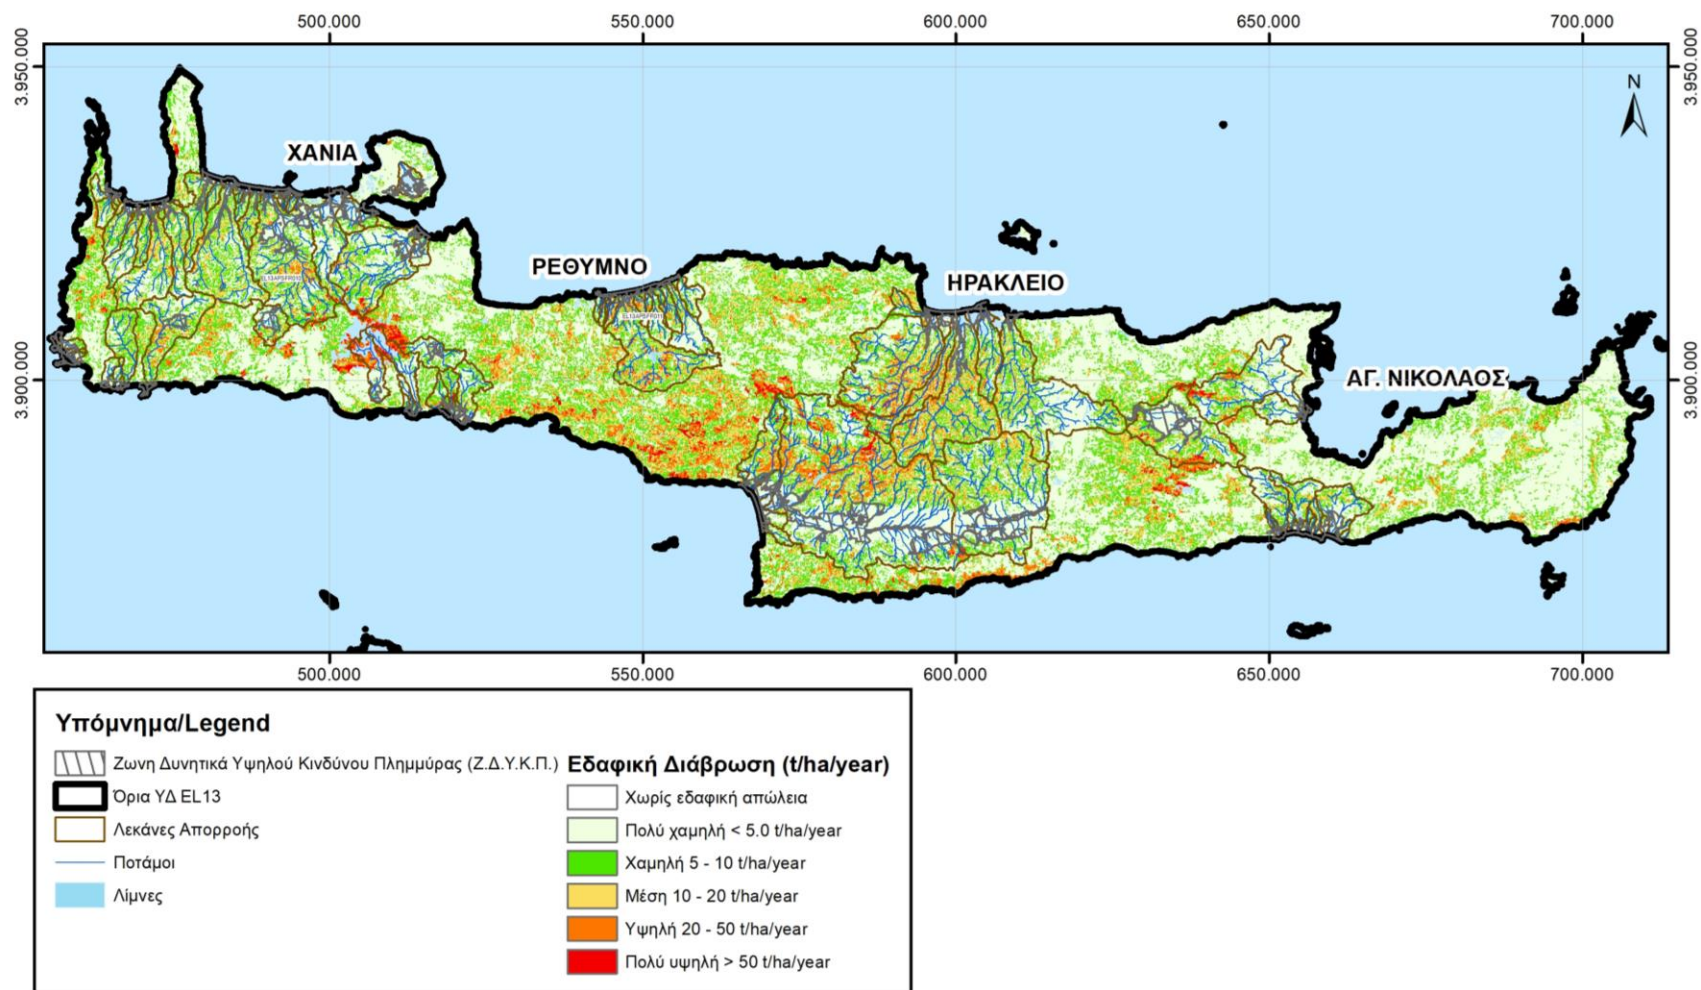 500.000 550.000 600.000 650.000 700.000
3.950.000 3.950.000
N
ΧΑΝΙΑ
ΡΕΘΥΜΝΟ
ΗΡΑΚΛΕΙΟ
ΑΓ. ΝΙΚΟΛΑΟΣ
3.900.000 3.900.000
500.000 550.000 600.000 650.000 700.000
Υπόμνημα/Legend
Ζωνη Δυνητικά Υψηλού Κινδύνου Πλημμύρας (Ζ.Δ.Υ.Κ.Π.)
Όρια ΥΔ EL13
Λεκάνες Απορροής
Ποτάμοι
Λίμνες
Εδαφική Διάβρωση (t/ha/year)
Χωρίς εδαφική απώλεια
Πολύ χαμηλή < 5.0 t/ha/year
Χαμηλή 5 - 10 t/ha/year
Μέση 10 - 20 t/ha/year
Υψηλή 20 - 50 t/ha/year
Πολύ υψηλή > 50 t/ha/year